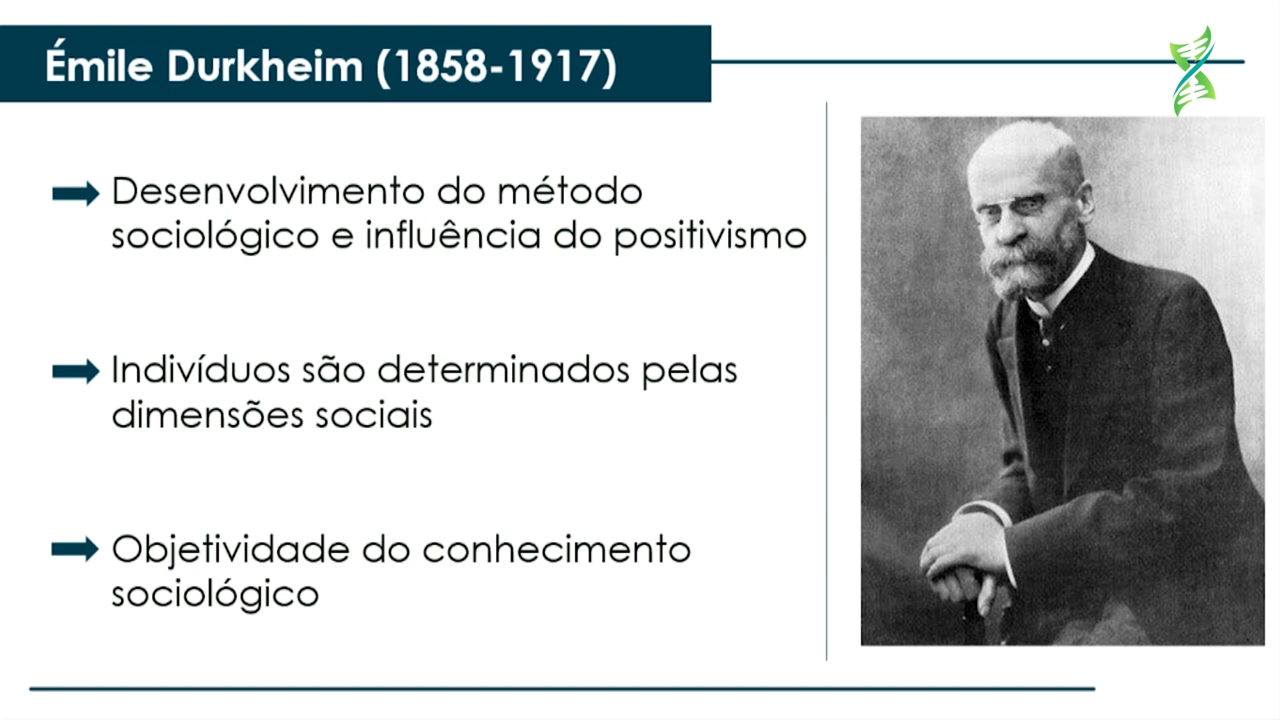 Émile Durkheim (1858-1917)
Desenvolvimento do método
sociológico e influência do positivismo
Indivíduos são determinados pelas
dimensões sociais
Objetividade do conhecimento
sociológico